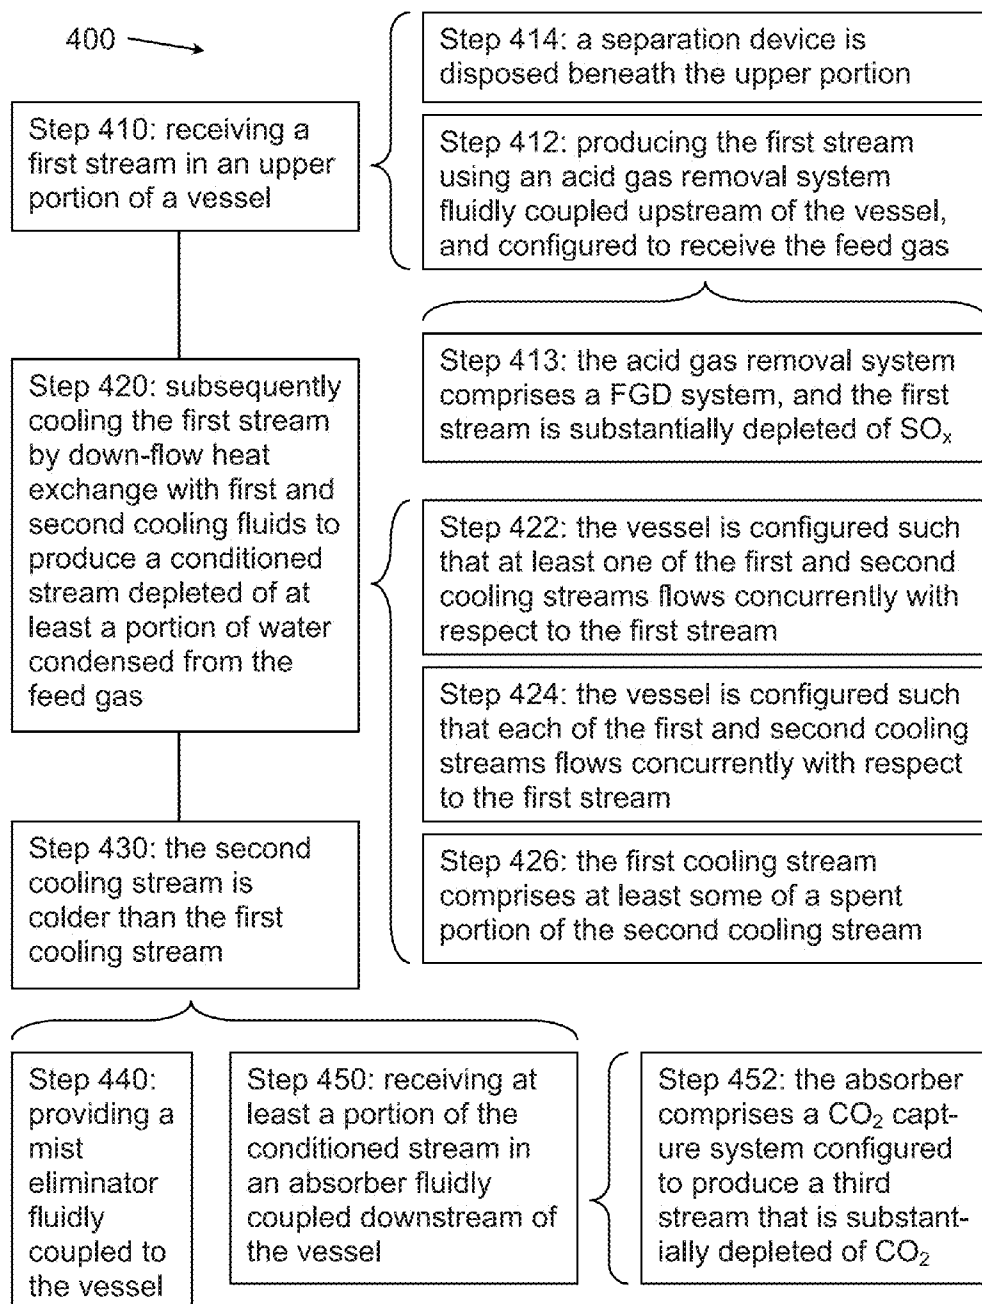 400
Step 410: receiving a
first stream in an upper
portion of a vessel
Step 414: a separation device is
disposed beneath the upper portion
Step 412: producing the first stream
using an acid gas removal system
fluidly coupled upstream of the vessel,
and configured to receive the feed gas
Step 413: the acid gas removal system
comprises a FGD system, and the first
stream is substantially depleted of SOₓ
Step 420: subsequently
cooling the first stream
by down-flow heat
exchange with first and
second cooling fluids to
produce a conditioned
stream depleted of at
least a portion of water
condensed from the
feed gas
Step 422: the vessel is configured such
that at least one of the first and second
cooling streams flows concurrently with
respect to the first stream
Step 424: the vessel is configured such
that each of the first and second cooling
streams flows concurrently with respect
to the first stream
Step 426: the first cooling stream
comprises at least some of a spent
portion of the second cooling stream
Step 430: the second
cooling stream is
colder than the first
cooling stream
Step 440:
providing a
mist
eliminator
fluidly
coupled to
the vessel
Step 450: receiving at
least a portion of the
conditioned stream in
an absorber fluidly
coupled downstream of
the vessel
Step 452: the absorber
comprises a CO₂ capt-
ure system configured
to produce a third
stream that is substant-
ially depleted of CO₂